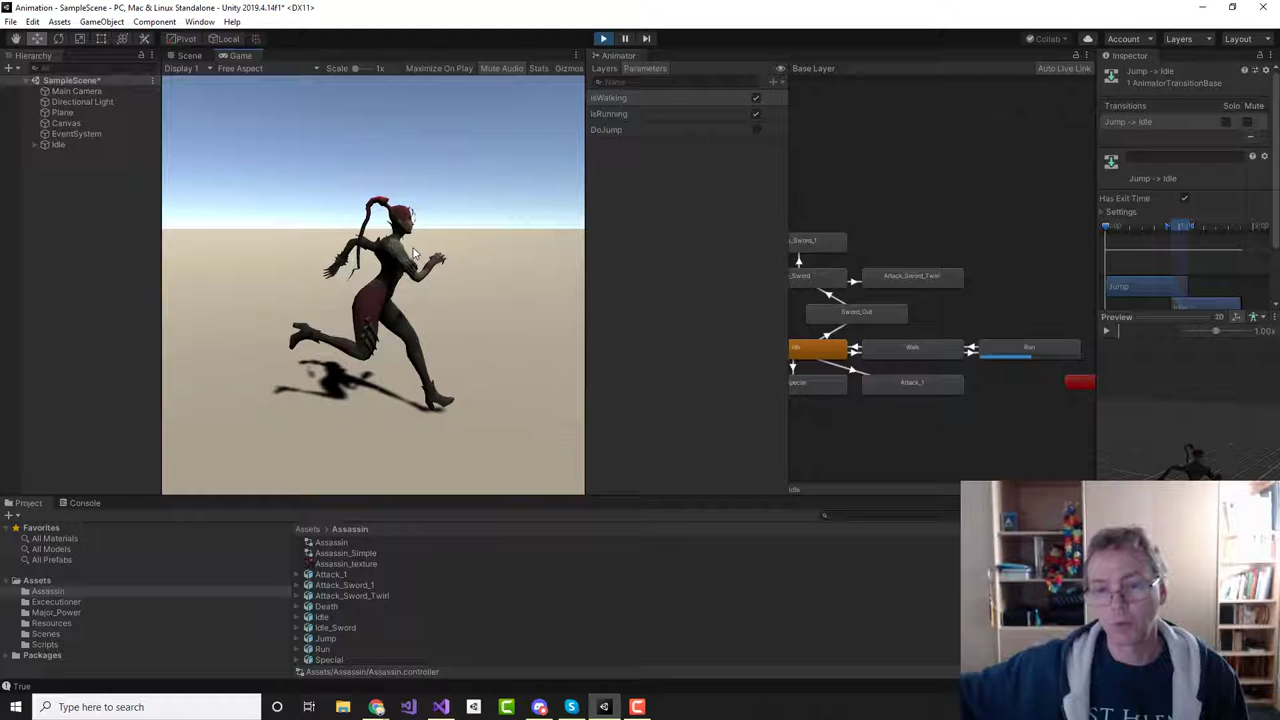 Animation - SampleScene - PC, Mac & Linux Standalone - Unity 2019.4.14f1* <DX11>
File Edit Assets GameObject Component Window Help
Pivot Local Collab Account Layers Layout
Hierarchy Scene Game Animator Inspector
All Display 1 Free Aspect Scale 1x Maximize On Play Mute Audio Stats Gizmos Layers Parameters Base Layer Auto Live Link
SampleScene*
Main Camera
Directional Light
Plane
Canvas
EventSystem
Idle
Name
isWalking
IsRunning
DoJump
Attack_Sword_Twirl
Sword_Out
Walk
Run
Attack_1
Idle
Jump -> Idle
1 AnimatorTransitionBase
Transitions Solo Mute
Jump -> Idle
Jump -> Idle
Has Exit Time
Settings
Jump
Preview 2D 1.00x
Project Console
Favorites
All Materials
All Models
All Prefabs
Assets
Assassin
Excecutioner
Major_Power
Resources
Scenes
Scripts
Packages
Assets > Assassin
Assassin
Assassin_Simple
Assassin_texture
Attack_1
Attack_Sword_1
Attack_Sword_Twirl
Death
Idle
Idle_Sword
Jump
Run
Special
Assets/Assassin/Assassin.controller
True
Type here to search